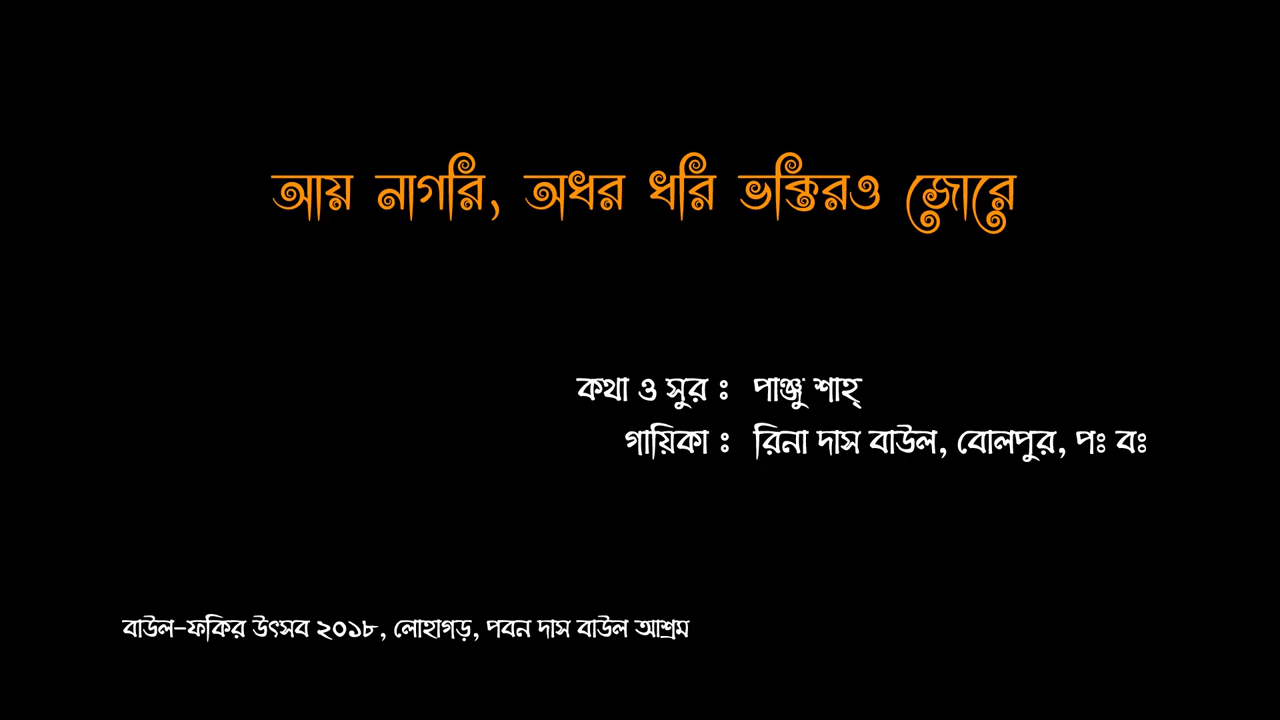 আয় নাগরি, অধর ধরি ভক্তিরও জোরে
কথা ও সুর ঃ পাঞ্জু শাহ্
গায়িকা ঃ রিনা দাস বাউল, বোলপুর, পঃ বঃ
বাউল-ফকির উৎসব ২০১৮, লোহাগড়, পবন দাস বাউল আশ্রম